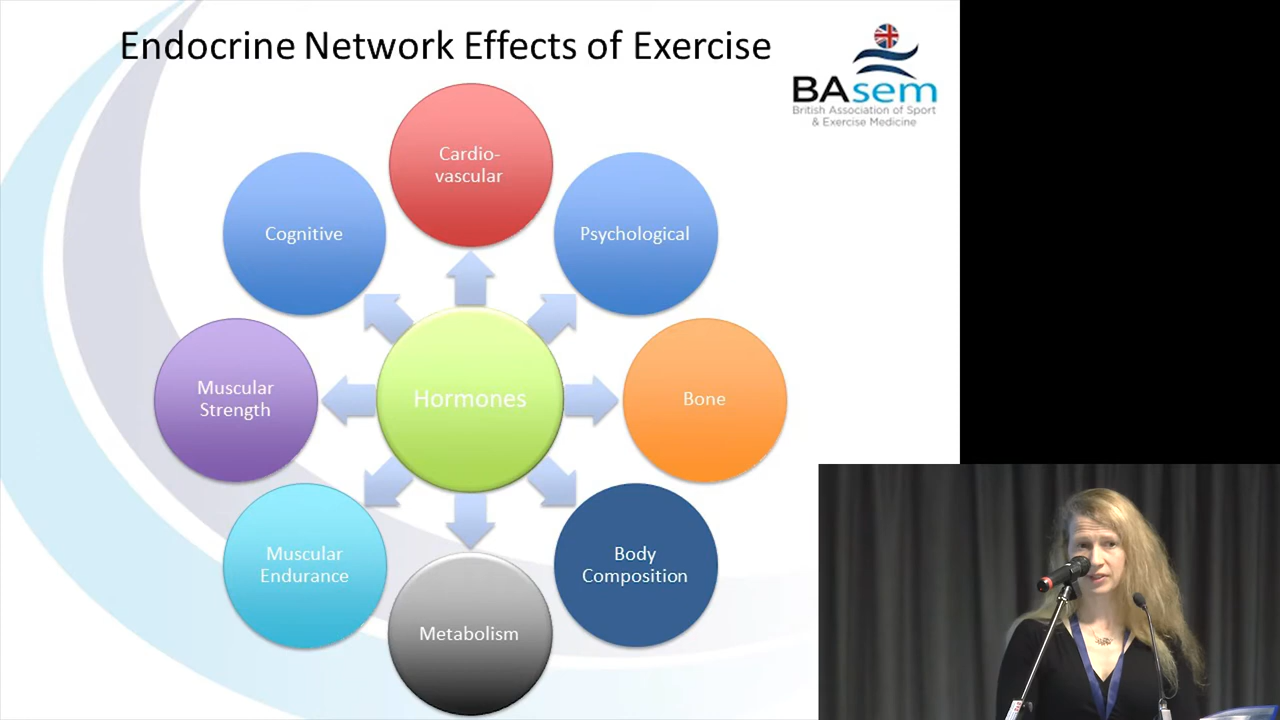 Endocrine Network Effects of Exercise
BAsem
British Association of Sport
& Exercise Medicine
Cardio-
vascular
Cognitive
Psychological
Muscular
Strength
Hormones
Bone
Muscular
Endurance
Body
Composition
Metabolism